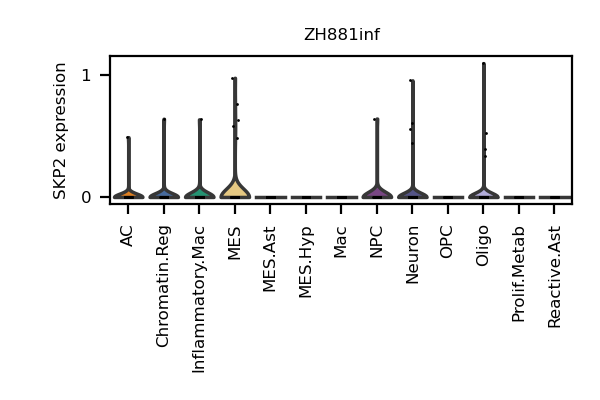 ZH881inf
SKP2 expression
1
0
AC
Chromatin.Reg
Inflammatory.Mac
MES
MES.Ast
MES.Hyp
Mac
NPC
Neuron
OPC
Oligo
Prolif.Metab
Reactive.Ast